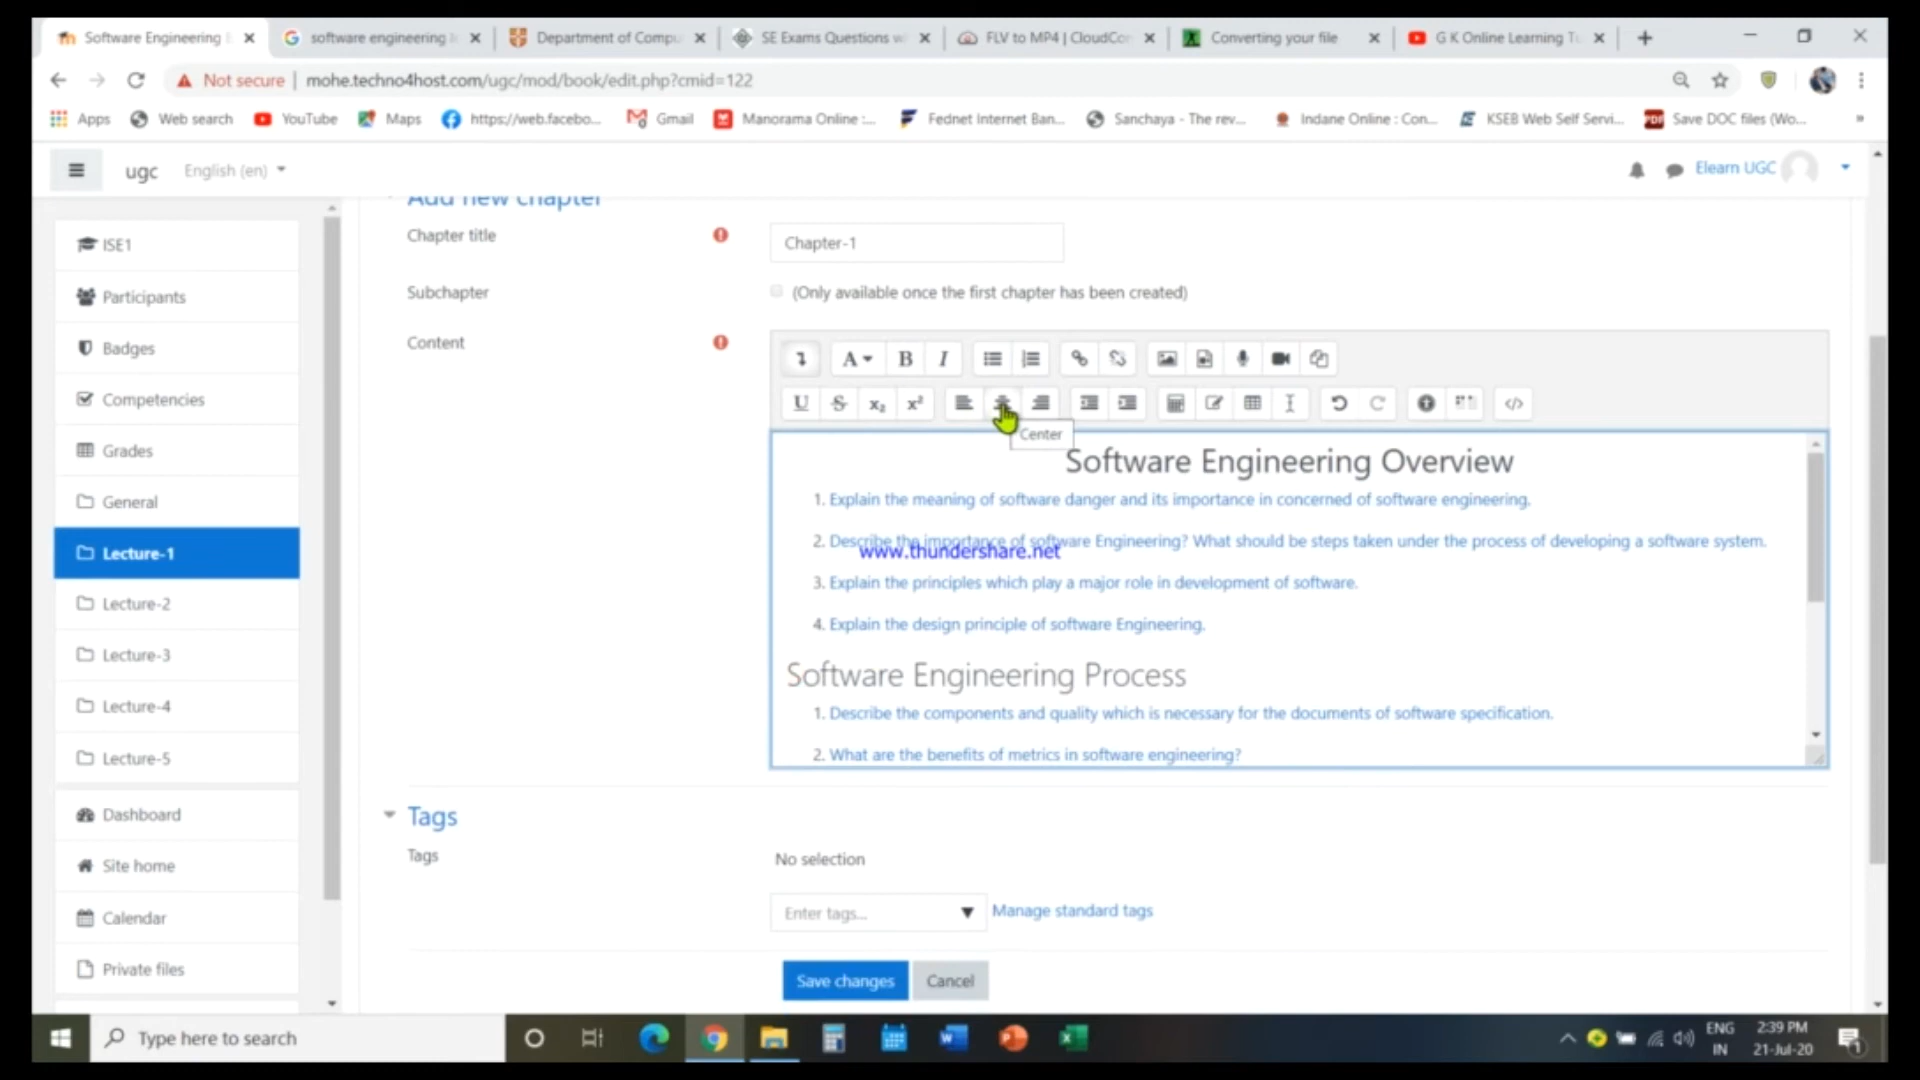 Software Engineering
software engineering
Department of Compu
SE Exams Questions w
FLV to MP4 | CloudCon
Converting your file
G K Online Learning T
Not secure
mohe.techno4host.com/ugc/mod/book/edit.php?cmid=122
Apps
Web search
YouTube
Maps
https://web.facebo...
Gmail
Manorama Online :...
Fednet Internet Ban...
Sanchaya - The rev...
Indane Online : Con...
KSEB Web Self Servi...
Save DOC files (Wo...
ugc
English (en)
Elearn UGC
ISE1
Participants
Badges
Competencies
Grades
General
Lecture-1
Lecture-2
Lecture-3
Lecture-4
Lecture-5
Dashboard
Site home
Calendar
Private files
Add new chapter
Chapter title
Chapter-1
Subchapter
(Only available once the first chapter has been created)
Content
Center
Software Engineering Overview
1. Explain the meaning of software danger and its importance in concerned of software engineering.
2. Describe the importance of software Engineering? What should be steps taken under the process of developing a software system.
www.thundershare.net
3. Explain the principles which play a major role in development of software.
4. Explain the design principle of software Engineering.
Software Engineering Process
1. Describe the components and quality which is necessary for the documents of software specification.
2. What are the benefits of metrics in software engineering?
Tags
Tags
No selection
Enter tags...
Manage standard tags
Save changes
Cancel
Type here to search
ENG
IN
2:39 PM
21-Jul-20